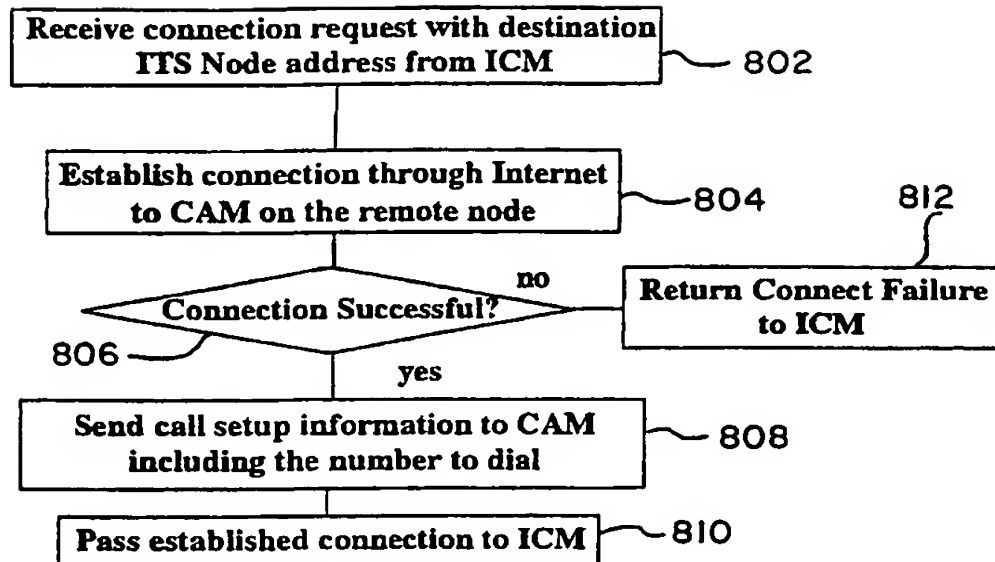 Receive connection request with destination
ITS Node address from ICM
802
Establish connection through Internet
to CAM on the remote node
804
812
Connection Successful?
no
Return Connect Failure
to ICM
806
yes
Send call setup information to CAM
including the number to dial
808
Pass established connection to ICM
810